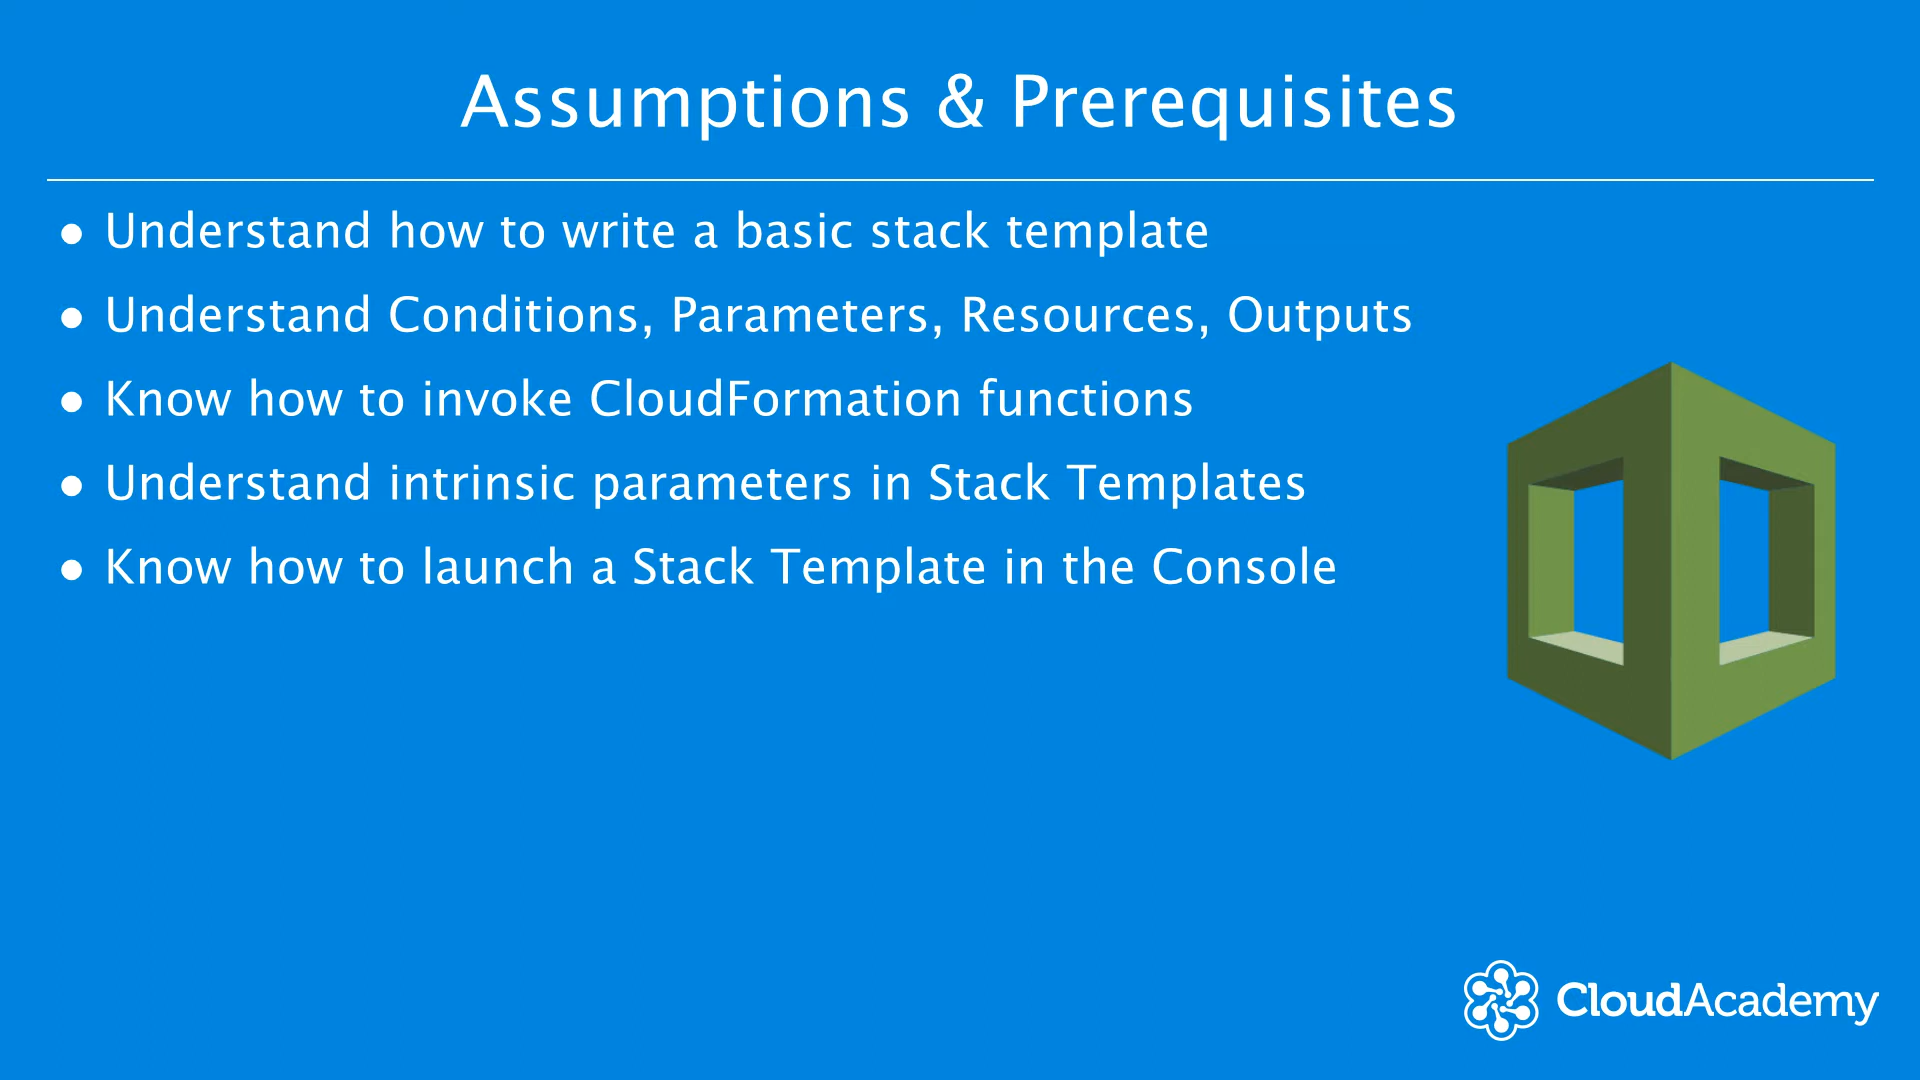 Assumptions & Prerequisites
● Understand how to write a basic stack template
● Understand Conditions, Parameters, Resources, Outputs
● Know how to invoke CloudFormation functions
● Understand intrinsic parameters in Stack Templates
● Know how to launch a Stack Template in the Console
CloudAcademy